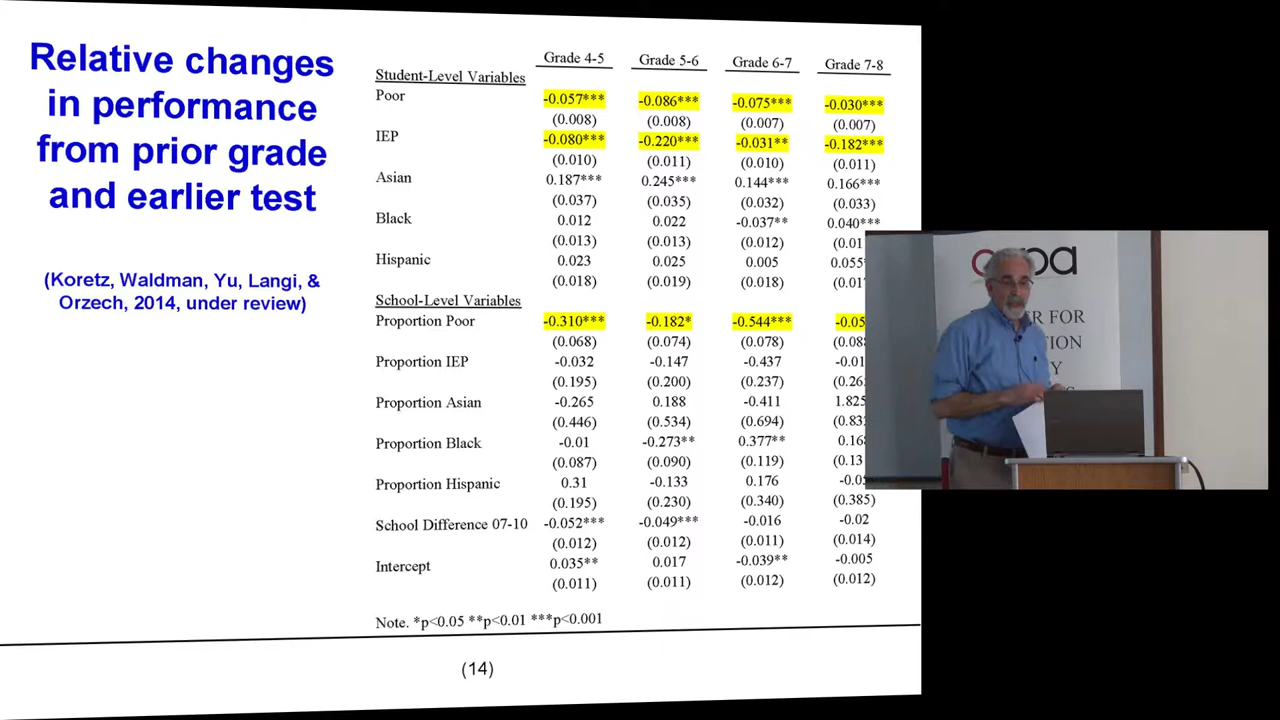 Relative changes
in performance
from prior grade
and earlier test
(Koretz, Waldman, Yu, Langi, &
Orzech, 2014, under review)
Grade 4-5 Grade 5-6 Grade 6-7 Grade 7-8
Student-Level Variables
Poor -0.057*** -0.086*** -0.075*** -0.030***
(0.008) (0.008) (0.007) (0.007)
IEP -0.080*** -0.220*** -0.031** -0.182***
(0.010) (0.011) (0.010) (0.011)
Asian 0.187*** 0.245*** 0.144*** 0.166***
(0.037) (0.035) (0.032) (0.033)
Black 0.012 0.022 -0.037** 0.040***
(0.013) (0.013) (0.012) (0.01
Hispanic 0.023 0.025 0.005 0.055*
(0.018) (0.019) (0.018) (0.01
School-Level Variables
Proportion Poor -0.310*** -0.182* -0.544*** -0.05
(0.068) (0.074) (0.078) (0.08
Proportion IEP -0.032 -0.147 -0.437 -0.01
(0.195) (0.200) (0.237) (0.26
Proportion Asian -0.265 0.188 -0.411 1.825
(0.446) (0.534) (0.694) (0.83
Proportion Black -0.01 -0.273** 0.377** 0.16
(0.087) (0.090) (0.119) (0.13
Proportion Hispanic 0.31 -0.133 0.176 -0.0
(0.195) (0.230) (0.340) (0.385)
School Difference 07-10 -0.052*** -0.049*** -0.016 -0.02
(0.012) (0.012) (0.011) (0.014)
Intercept 0.035** 0.017 -0.039** -0.005
(0.011) (0.011) (0.012) (0.012)
Note. *p<0.05 **p<0.01 ***p<0.001
(14)
ER FOR
TION
Y